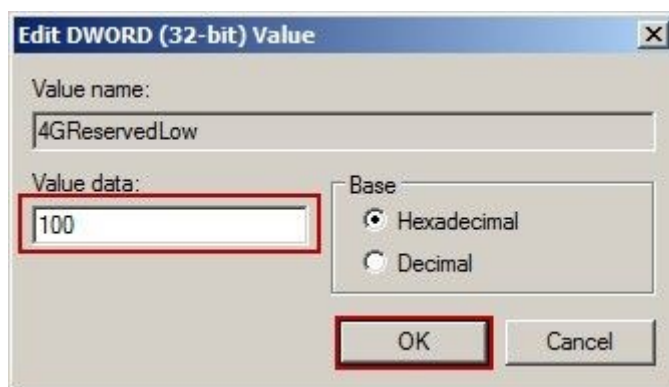 Edit DWORD (32-bit) Value
Value name:
4GReservedLow
Value data:
100
Base
Hexadecimal
Decimal
OK
Cancel